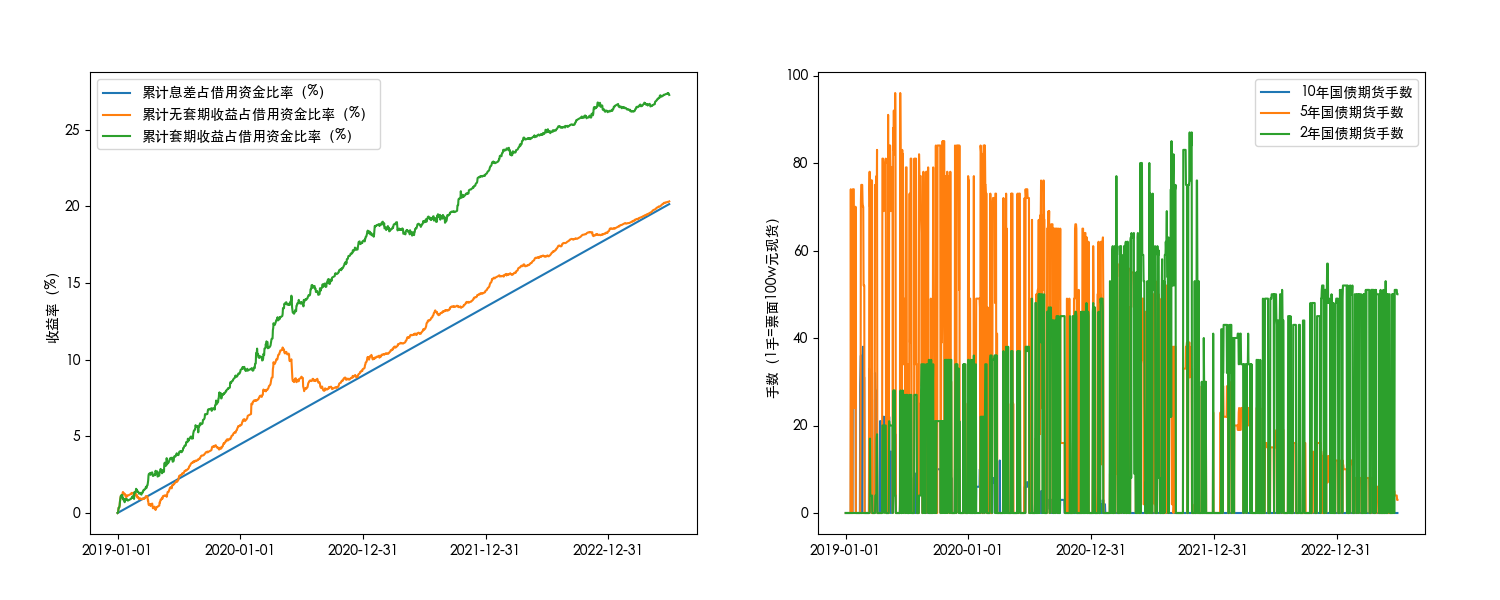 累计息差占借用资金比率（%）
累计无套期收益占借用资金比率（%）
累计套期收益占借用资金比率（%）
收益率（%）
25
20
15
10
5
0
2019-01-01
2020-01-01
2020-12-31
2021-12-31
2022-12-31
10年国债期货手数
5年国债期货手数
2年国债期货手数
手数（1手=票面100w元现货）
100
80
60
40
20
0
2019-01-01
2020-01-01
2020-12-31
2021-12-31
2022-12-31